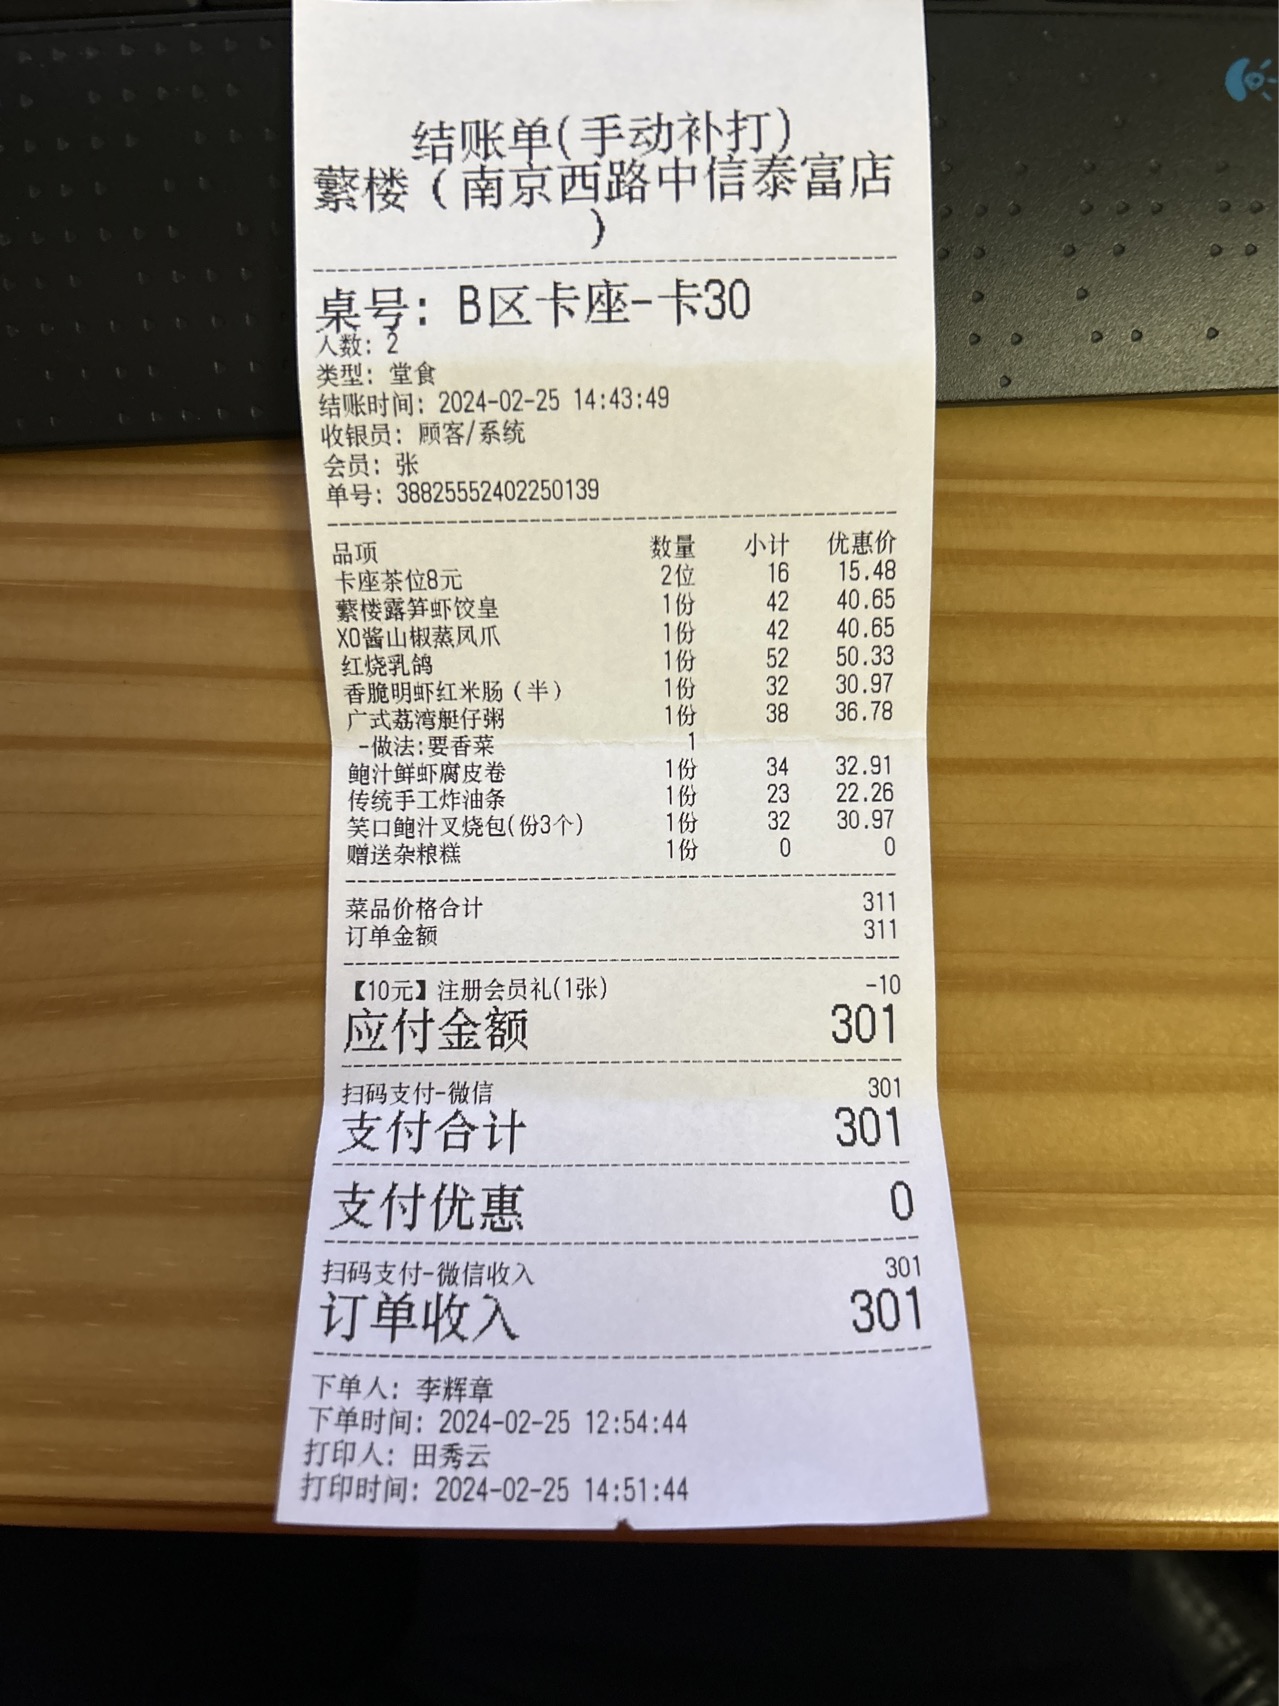 结账单(手动补打)
蘩楼（南京西路中信泰富店
）
桌号: B区卡座-卡30
人数: 2
类型: 堂食
结账时间: 2024-02-25 14:43:49
收银员: 顾客/系统
会员: 张
单号: 38825552402250139
品项 数量 小计 优惠价
卡座茶位8元 2位 16 15.48
蘩楼露笋虾饺皇 1份 42 40.65
XO酱山椒蒸凤爪 1份 42 40.65
红烧乳鸽 1份 52 50.33
香脆明虾红米肠（半） 1份 32 30.97
广式荔湾艇仔粥 1份 38 36.78
-做法:要香菜 1
鲍汁鲜虾腐皮卷 1份 34 32.91
传统手工炸油条 1份 23 22.26
笑口鲍汁叉烧包(份3个) 1份 32 30.97
赠送杂粮糕 1份 0 0
菜品价格合计 311
订单金额 311
【10元】注册会员礼(1张) -10
应付金额 301
扫码支付-微信 301
支付合计 301
支付优惠 0
扫码支付-微信收入 301
订单收入 301
下单人: 李辉章
下单时间: 2024-02-25 12:54:44
打印人: 田秀云
打印时间: 2024-02-25 14:51:44